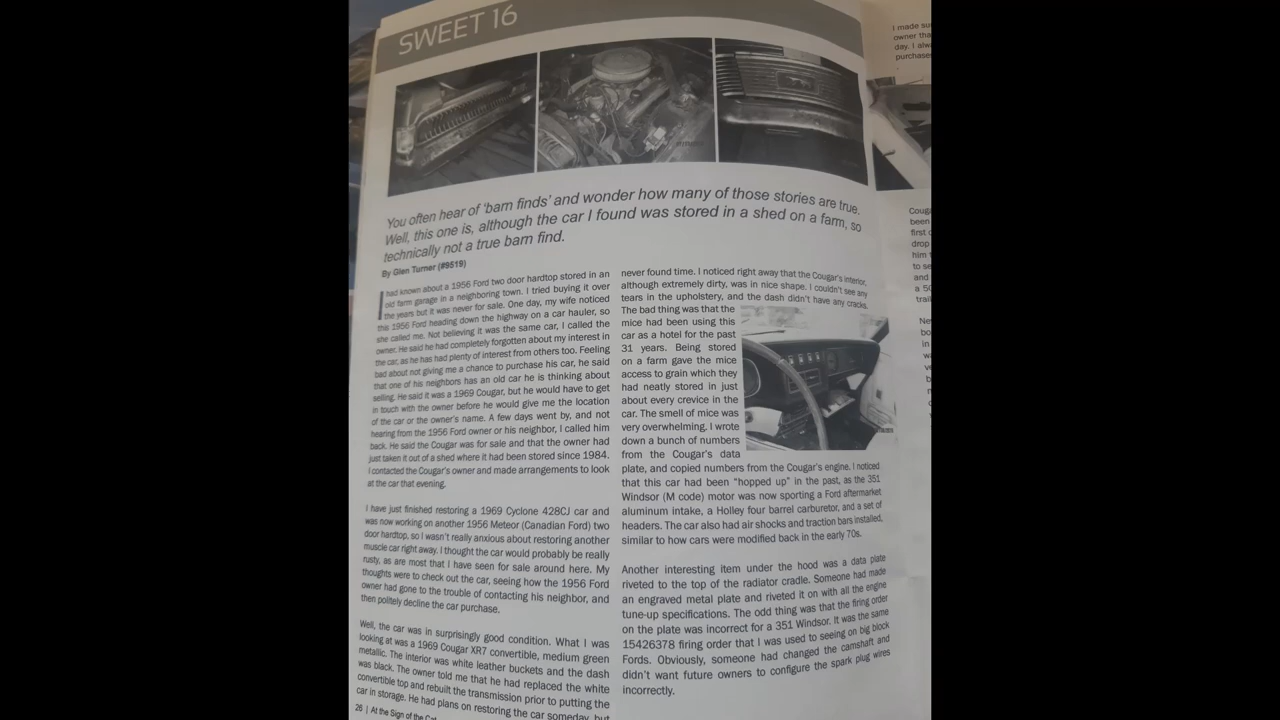 SWEET 16
You often hear of 'barn finds' and wonder how many of those stories are true.
Well, this one is, although the car I found was stored in a shed on a farm, so
technically not a true barn find.
By Glen Turner (#9519)
I had known about a 1956 Ford two door hardtop stored in an
old farm garage in a neighboring town. I tried buying it over
the years but it was never for sale. One day, my wife noticed
this 1956 Ford heading down the highway on a car hauler, so
she called me. Not believing it was the same car, I called the
owner. He said he had completely forgotten about my interest in
the car, as he has had plenty of interest from others too. Feeling
bad about not giving me a chance to purchase his car, he said
that one of his neighbors has an old car he is thinking about
selling. He said it was a 1969 Cougar, but he would have to get
in touch with the owner before he would give me the location
of the car or the owner's name. A few days went by, and not
hearing from the 1956 Ford owner or his neighbor, I called him
back. He said the Cougar was for sale and that the owner had
just taken it out of a shed where it had been stored since 1984.
I contacted the Cougar's owner and made arrangements to look
at the car that evening.
I have just finished restoring a 1969 Cyclone 428CJ car and
was now working on another 1956 Meteor (Canadian Ford) two
door hardtop, so I wasn't really anxious about restoring another
muscle car right away. I thought the car would probably be really
rusty, as are most that I have seen for sale around here. My
thoughts were to check out the car, seeing how the 1956 Ford
owner had gone to the trouble of contacting his neighbor, and
then politely decline the car purchase.
Well, the car was in surprisingly good condition. What I was
looking at was a 1969 Cougar XR7 convertible, medium green
metallic. The interior was white leather buckets and the dash
was black. The owner told me that he had replaced the white
convertible top and rebuilt the transmission prior to putting the
car in storage. He had plans on restoring the car someday, but
26 | At the Sign of the Cat
never found time. I noticed right away that the Cougar's interior,
although extremely dirty, was in nice shape. I couldn't see any
tears in the upholstery, and the dash didn't have any cracks.
The bad thing was that the
mice had been using this
car as a hotel for the past
31 years. Being stored
on a farm gave the mice
access to grain which they
had neatly stored in just
about every crevice in the
car. The smell of mice was
very overwhelming. I wrote
down a bunch of numbers
from the Cougar's data
plate, and copied numbers from the Cougar's engine. I noticed
that this car had been "hopped up" in the past, as the 351
Windsor (M code) motor was now sporting a Ford aftermarket
aluminum intake, a Holley four barrel carburetor, and a set of
headers. The car also had air shocks and traction bars installed,
similar to how cars were modified back in the early 70s.
Another interesting item under the hood was a data plate
riveted to the top of the radiator cradle. Someone had made
an engraved metal plate and riveted it on with all the engine
tune-up specifications. The odd thing was that the firing order
on the plate was incorrect for a 351 Windsor. It was the same
15426378 firing order that I was used to seeing on big block
Fords. Obviously, someone had changed the camshaft and
didn't want future owners to configure the spark plug wires
incorrectly.
I made
owner
day. I
purchase
been
first
drop
him
to
and
a
in